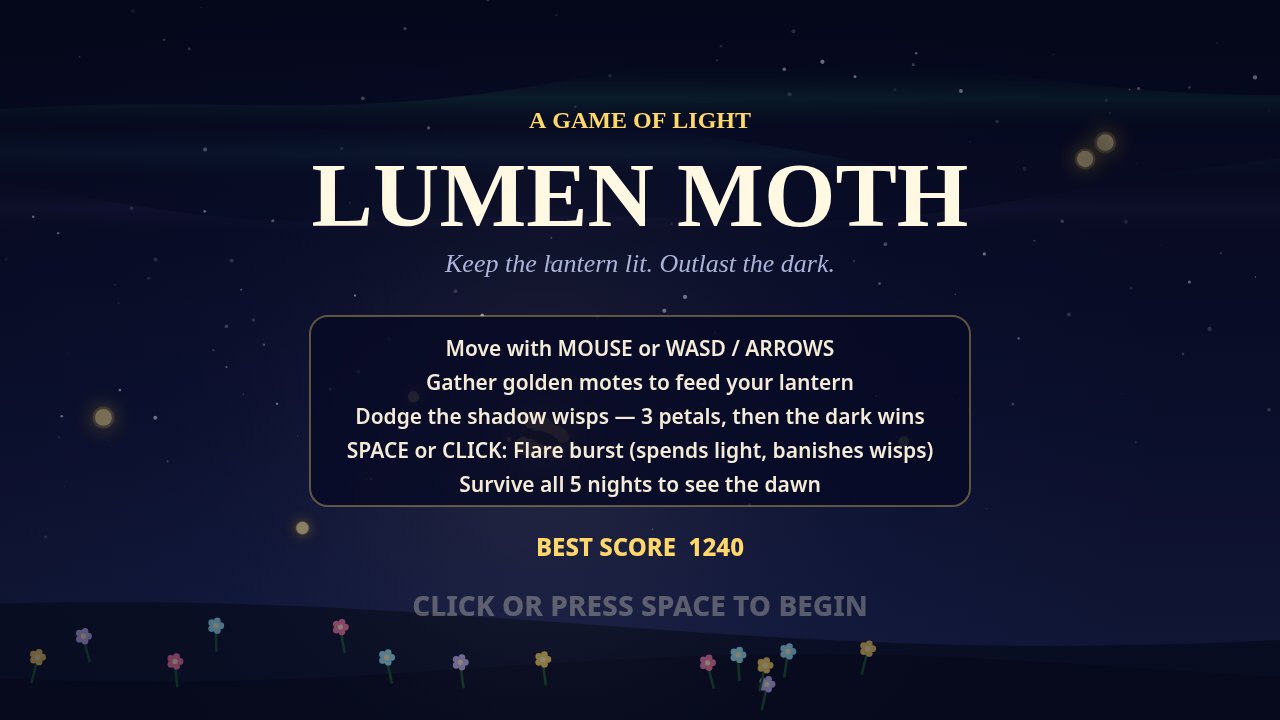 A GAME OF LIGHT
LUMEN MOTH
Keep the lantern lit. Outlast the dark.
Move with MOUSE or WASD / ARROWS
Gather golden motes to feed your lantern
Dodge the shadow wisps — 3 petals, then the dark wins
SPACE or CLICK: Flare burst (spends light, banishes wisps)
Survive all 5 nights to see the dawn
BEST SCORE 1240
CLICK OR PRESS SPACE TO BEGIN